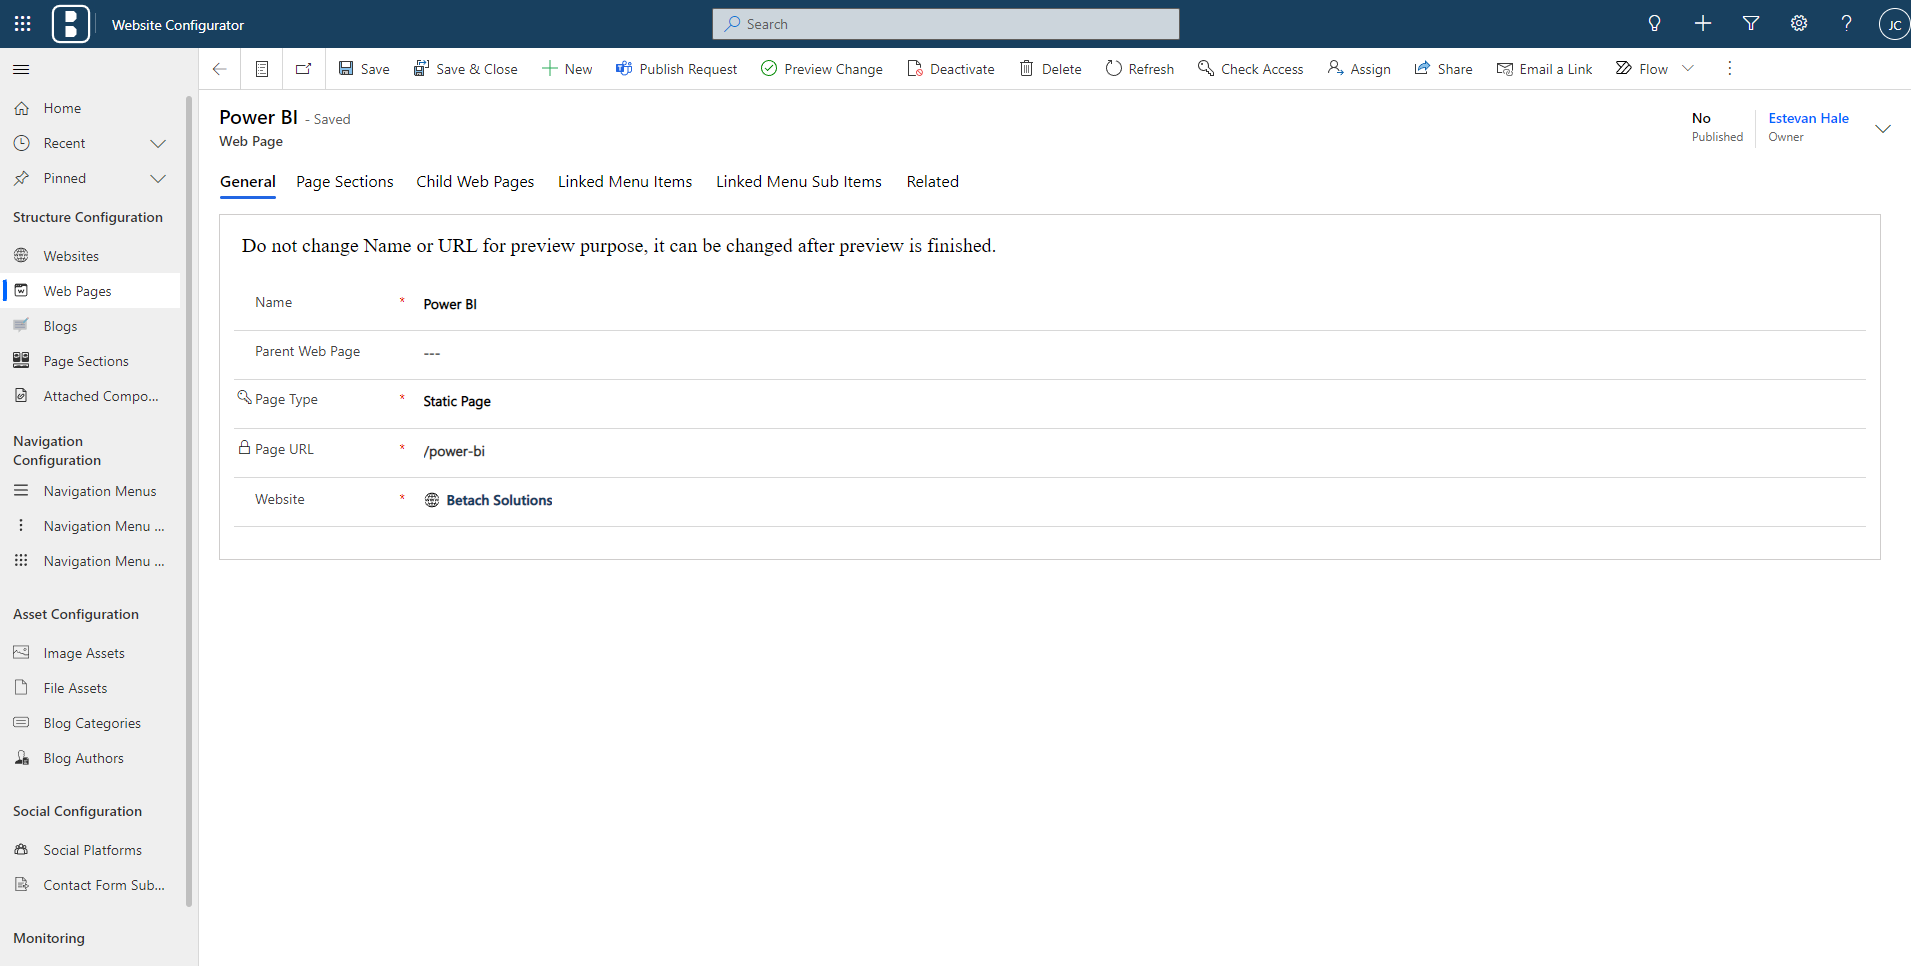 Website Configurator
Search
JC
Save
Save & Close
New
Publish Request
Preview Change
Deactivate
Delete
Refresh
Check Access
Assign
Share
Email a Link
Flow
Home
Recent
Pinned
Structure Configuration
Websites
Web Pages
Blogs
Page Sections
Attached Compo...
Navigation
Configuration
Navigation Menus
Navigation Menu ...
Navigation Menu ...
Asset Configuration
Image Assets
File Assets
Blog Categories
Blog Authors
Social Configuration
Social Platforms
Contact Form Sub...
Monitoring
Power BI - Saved
Web Page
No
Published
Estevan Hale
Owner
General
Page Sections
Child Web Pages
Linked Menu Items
Linked Menu Sub Items
Related
Do not change Name or URL for preview purpose, it can be changed after preview is finished.
Name * Power BI
Parent Web Page ---
Page Type * Static Page
Page URL * /power-bi
Website * Betach Solutions